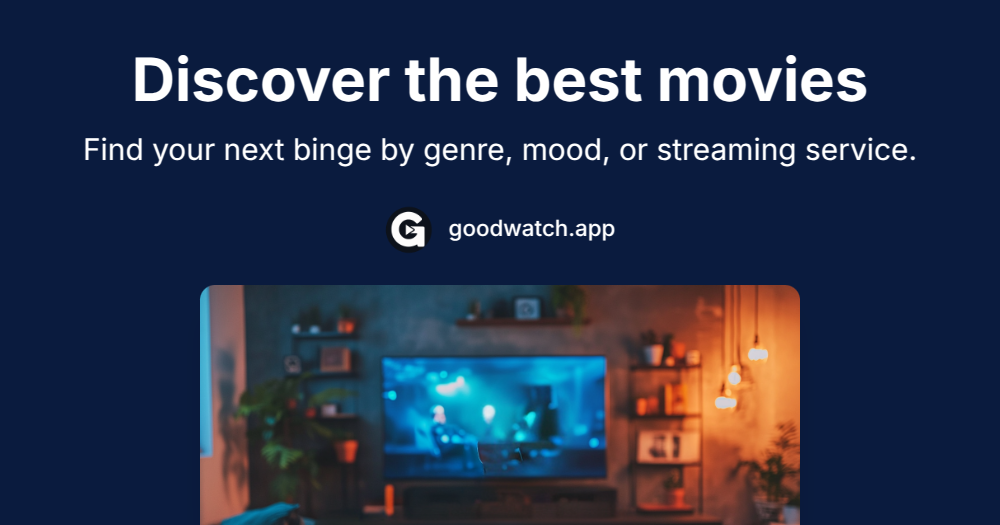 Discover the best movies
Find your next binge by genre, mood, or streaming service.
goodwatch.app